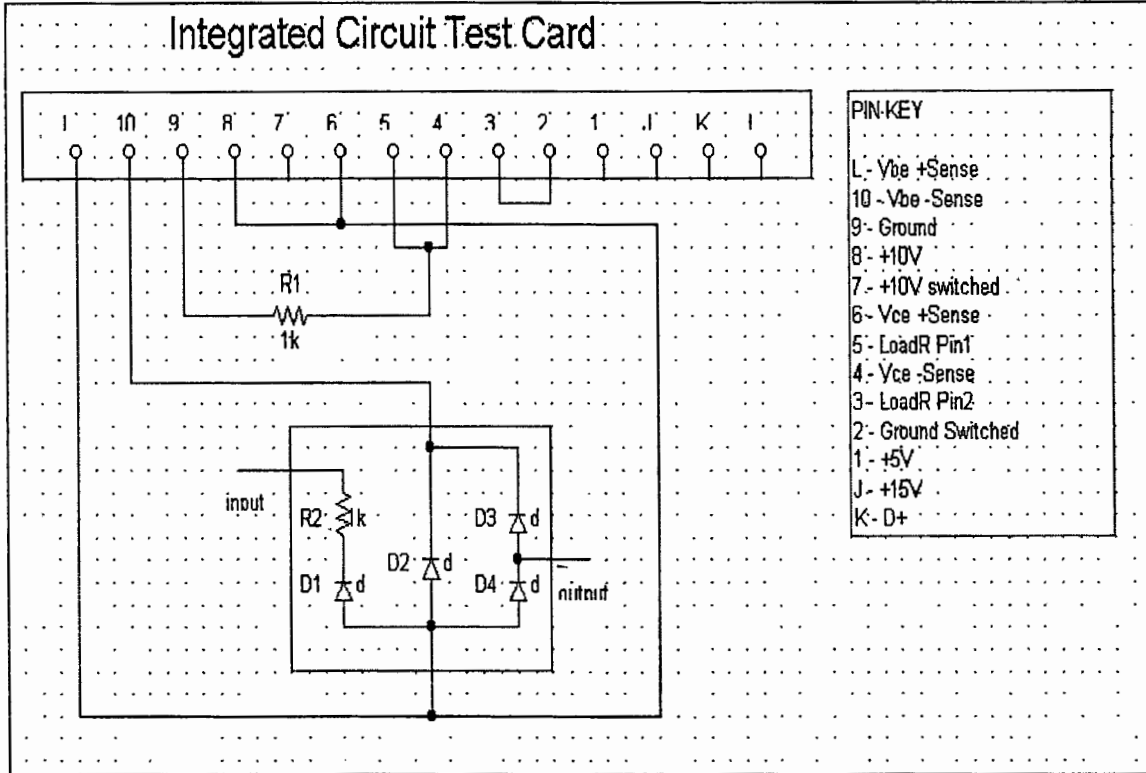 Integrated Circuit Test Card
10 9 8 7 6 5 4 3 2 1 J K
PIN-KEY
L - Vbe +Sense
10 - Vbe -Sense
9 - Ground
8 - +10V
7 - +10V switched
6 - Vce +Sense
5 - LoadR Pin1
4 - Vce -Sense
3 - LoadR Pin2
2 - Ground Switched
1 - +5V
J - +15V
K - D+
R1
1k
input
R2 1k
D3 d
D2 d
D1 d
D4 d
output